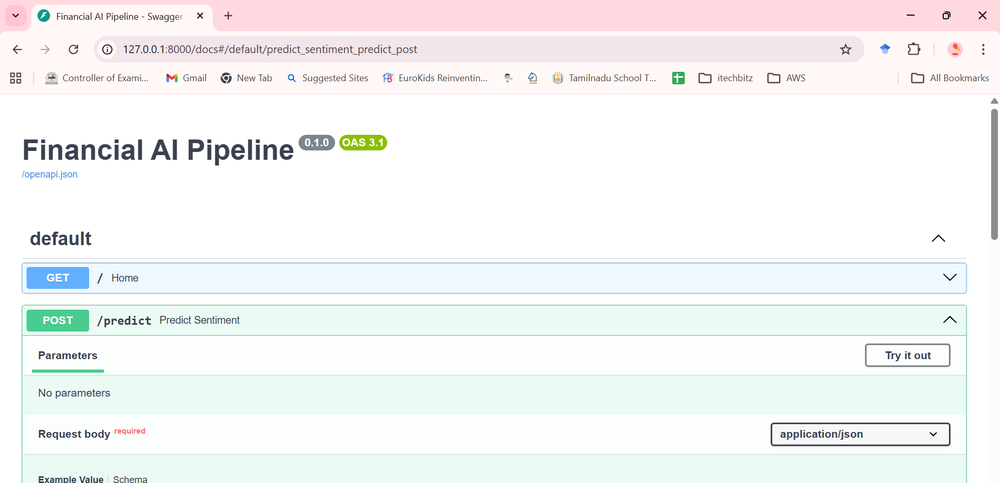 Financial AI Pipeline - Swagger
127.0.0.1:8000/docs#/default/predict_sentiment_predict_post
Controller of Exami... Gmail New Tab Suggested Sites EuroKids Reinventin... Tamilnadu School T... itechbitz AWS All Bookmarks
Financial AI Pipeline 0.1.0 OAS 3.1
/openapi.json
default
GET / Home
POST /predict Predict Sentiment
Parameters Try it out
No parameters
Request body required application/json
Example Value Schema